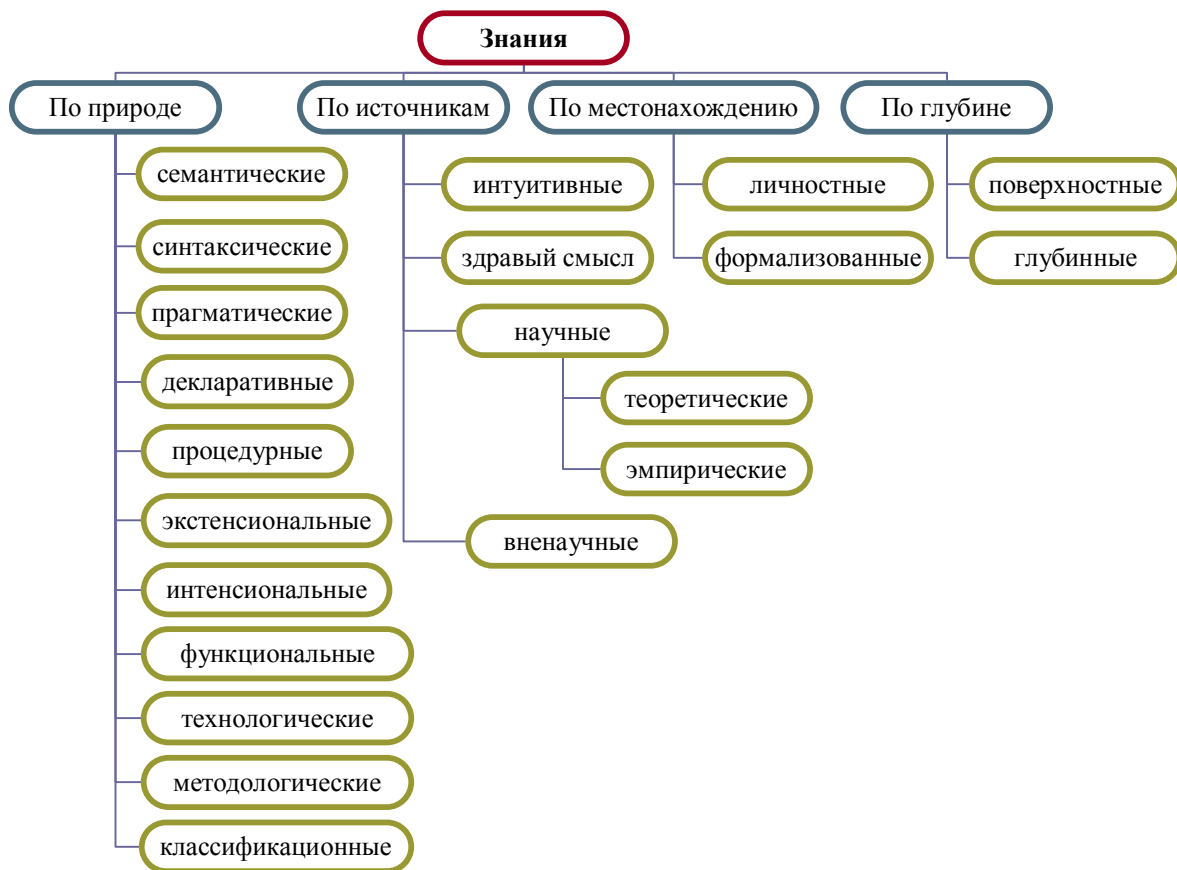 Знания
По природе
По источникам
По местонахождению
По глубине
семантические
синтаксические
прагматические
декларативные
процедурные
экстенсиональные
интенсиональные
функциональные
технологические
методологические
классификационные
интуитивные
здравый смысл
научные
теоретические
эмпирические
вненаучные
личностные
формализованные
поверхностные
глубинные